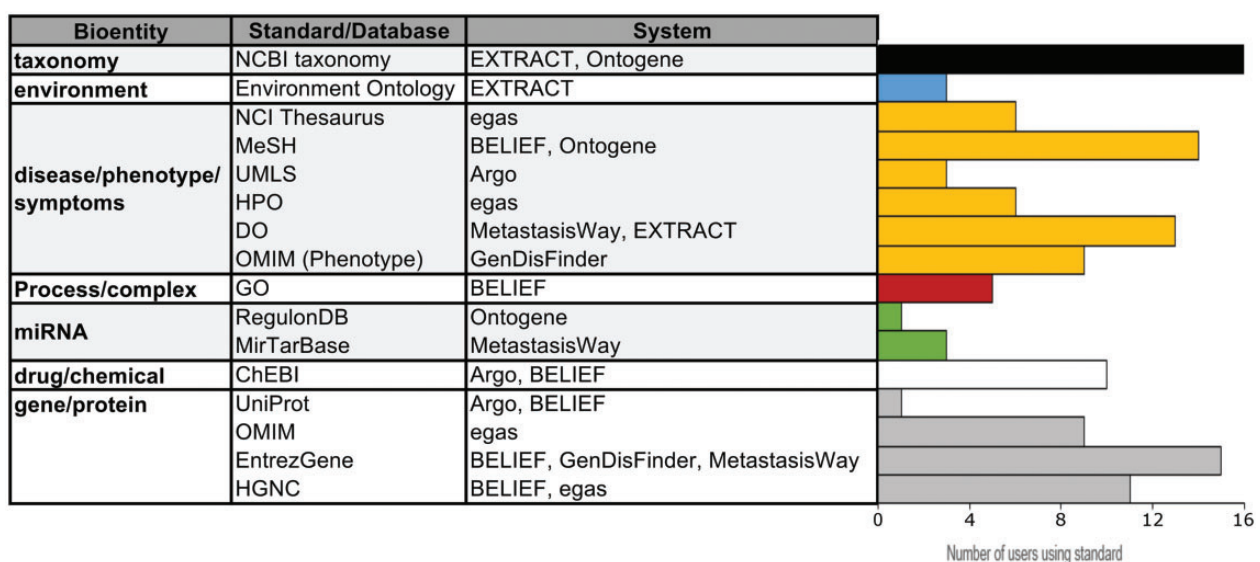 Bioentity Standard/Database System
taxonomy NCBI taxonomy EXTRACT, Ontogene
environment Environment Ontology EXTRACT
NCI Thesaurus egas
MeSH BELIEF, Ontogene
disease/phenotype/ UMLS Argo
symptoms HPO egas
DO MetastasisWay, EXTRACT
OMIM (Phenotype) GenDisFinder
Process/complex GO BELIEF
miRNA RegulonDB Ontogene
MirTarBase MetastasisWay
drug/chemical ChEBI Argo, BELIEF
gene/protein UniProt Argo, BELIEF
OMIM egas
EntrezGene BELIEF, GenDisFinder, MetastasisWay
HGNC BELIEF, egas
0 4 8 12 16
Number of users using standard